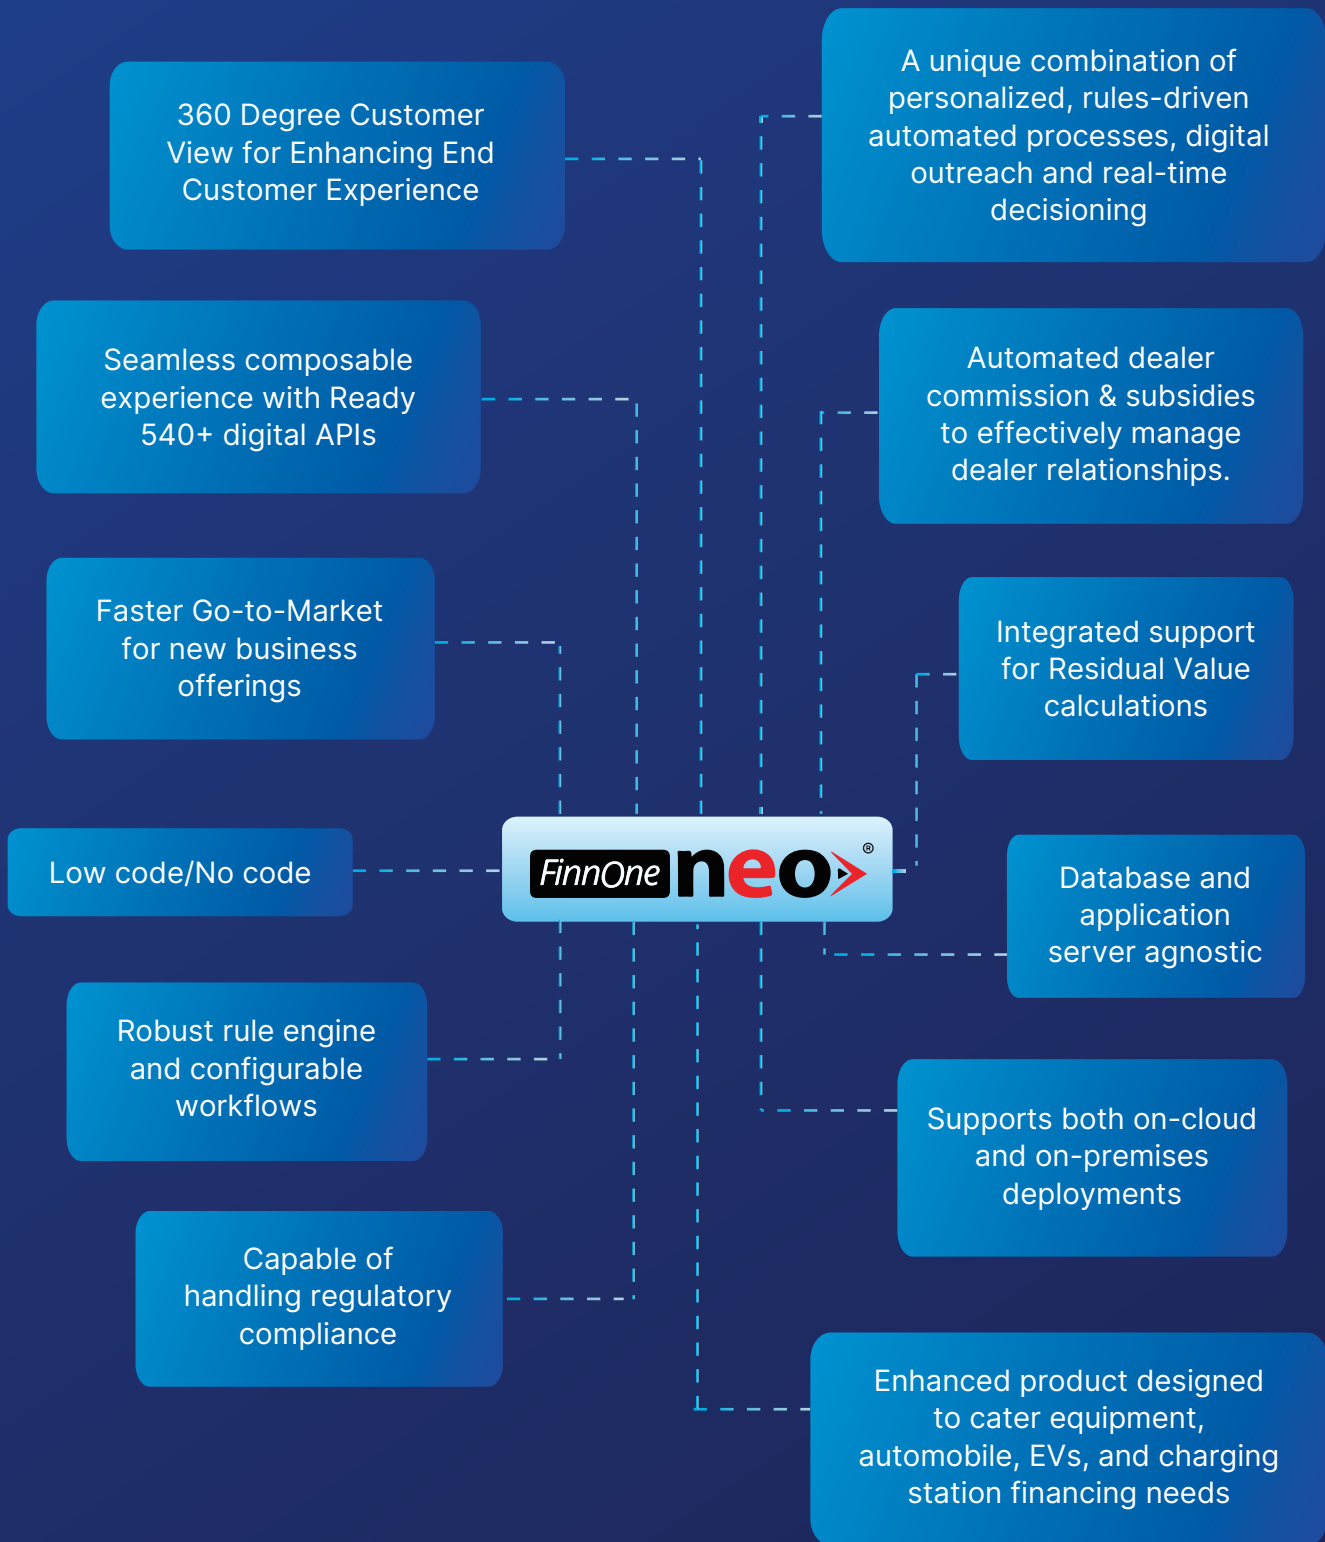 360 Degree Customer
View for Enhancing End
Customer Experience
A unique combination of
personalized, rules-driven
automated processes, digital
outreach and real-time
decisioning
Seamless composable
experience with Ready
540+ digital APIs
Automated dealer
commission & subsidies
to effectively manage
dealer relationships.
Faster Go-to-Market
for new business
offerings
Integrated support
for Residual Value
calculations
Low code/No code
FinnOne neo®
Database and
application
server agnostic
Robust rule engine
and configurable
workflows
Supports both on-cloud
and on-premises
deployments
Capable of
handling regulatory
compliance
Enhanced product designed
to cater equipment,
automobile, EVs, and charging
station financing needs